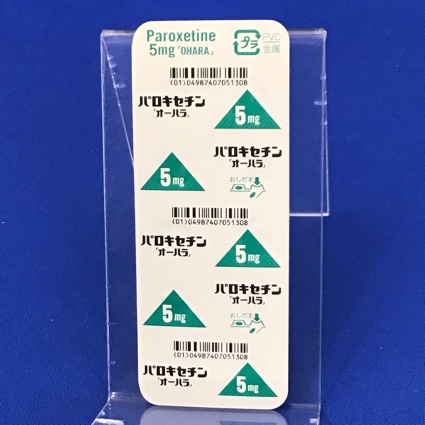 Paroxetine
5mg「OHARA」
プラ
PVC
金属
(01)04987407051308
パロキセチン
「オーハラ」
5mg
パロキセチン
「オーハラ」
5mg
おしだす
(01)04987407051308
パロキセチン
「オーハラ」
5mg
パロキセチン
「オーハラ」
5mg
おしだす
(01)04987407051308
パロキセチン
「オーハラ」
5mg